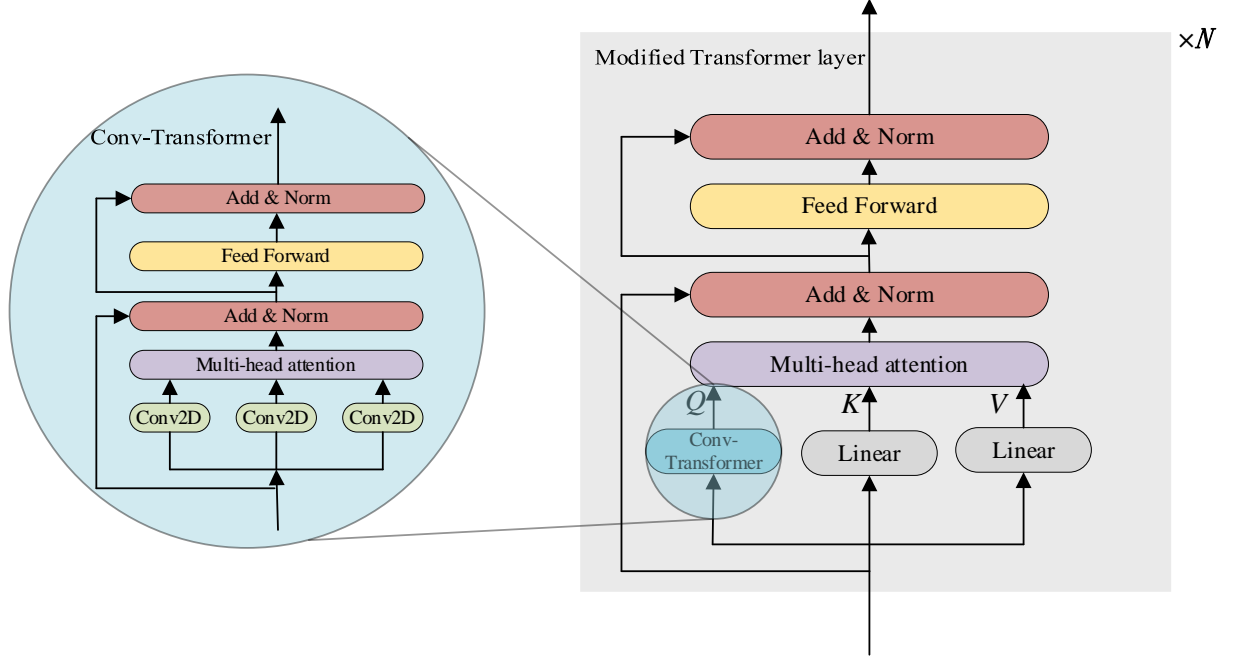 Conv-Transformer
Add & Norm
Feed Forward
Add & Norm
Multi-head attention
Conv2D Conv2D Conv2D
×N
Modified Transformer layer
Add & Norm
Feed Forward
Add & Norm
Multi-head attention
Q K V
Conv-
Transformer
Linear
Linear